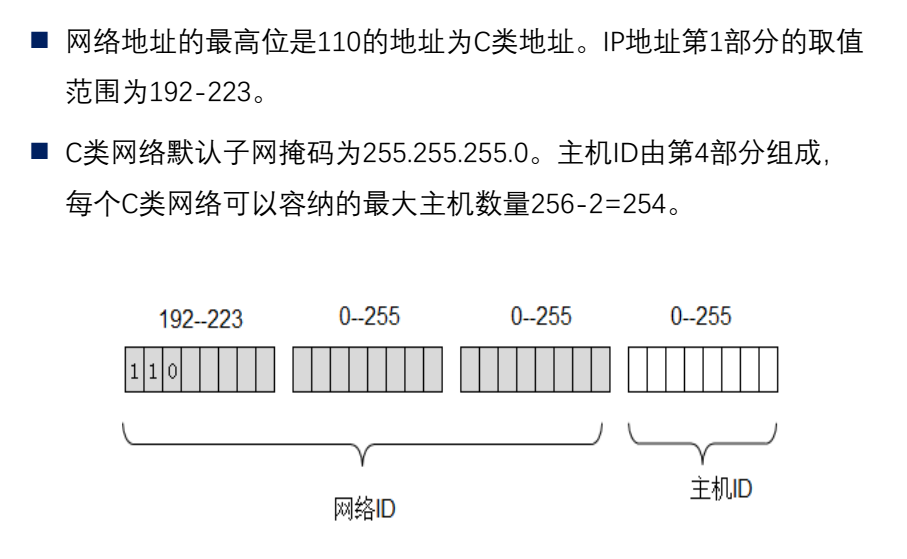 网络地址的最高位是110的地址为C类地址。IP地址第1部分的取值
范围为192-223。
C类网络默认子网掩码为255.255.255.0。主机ID由第4部分组成,
每个C类网络可以容纳的最大主机数量256-2=254。
192--223 0--255 0--255 0--255
1 1 0
网络ID
主机ID